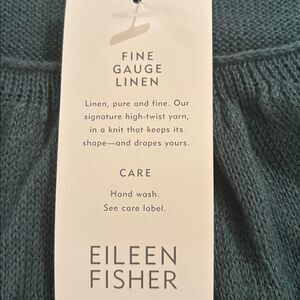 FINE
GAUGE
LINEN
Linen, pure and fine. Our
signature high-twist yarn,
in a knit that keeps its
shape—and drapes yours.
CARE
Hand wash.
See care label.
EILEEN
FISHER